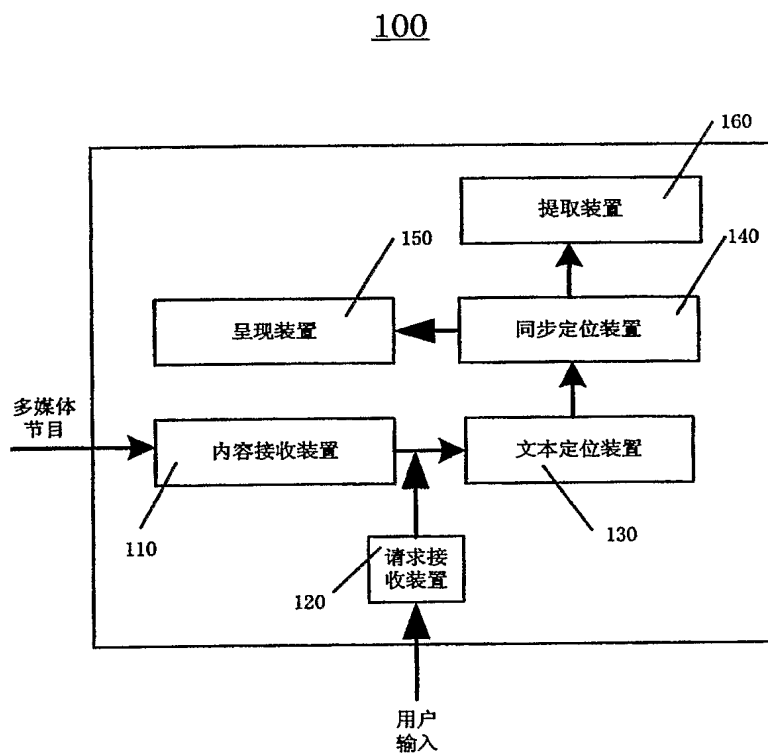 100
160
提取装置
150
140
呈现装置
同步定位装置
多媒体
节目
内容接收装置
文本定位装置
110
120
请求接
收装置
130
用户
输入